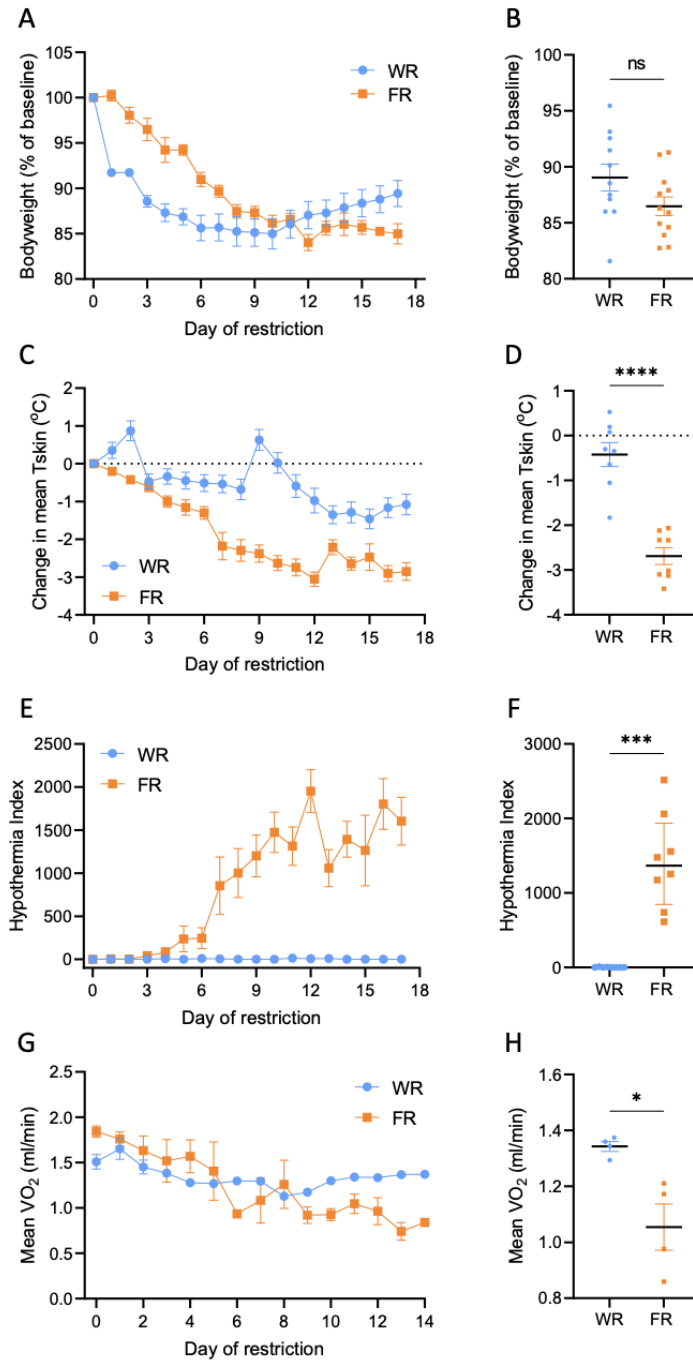 A
Bodyweight (% of baseline)
100
95
90
85
80
WR
FR
0 3 6 9 12 15 18
Day of restriction
B
Bodyweight (% of baseline)
100
95
90
85
80
ns
WR FR
C
Change in mean Tskin (°C)
2
1
0
-1
-2
-3
-4
WR
FR
0 3 6 9 12 15 18
Day of restriction
D
Change in mean Tskin (°C)
1
0
-1
-2
-3
-4
****
WR FR
E
Hypothermia Index
2500
2000
1500
1000
500
0
WR
FR
0 3 6 9 12 15 18
Day of restriction
F
Hypothermia Index
3000
2000
1000
0
***
WR FR
G
Mean VO₂ (ml/min)
2.5
2.0
1.5
1.0
0.5
0.0
WR
FR
0 2 4 6 8 10 12 14
Day of restriction
H
Mean VO₂ (ml/min)
1.6
1.4
1.2
1.0
0.8
*
WR FR